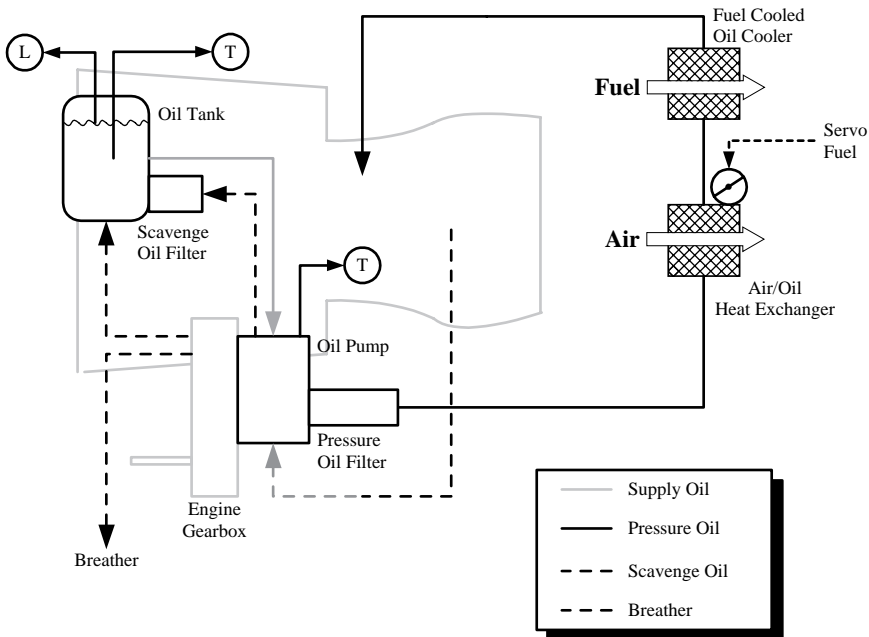 Fuel Cooled
Oil Cooler
L
T
Oil Tank
Fuel
Servo
Fuel
Scavenge
Oil Filter
Air
T
Air/Oil
Heat Exchanger
Oil Pump
Pressure
Oil Filter
Engine
Gearbox
Breather
Supply Oil
Pressure Oil
Scavenge Oil
Breather